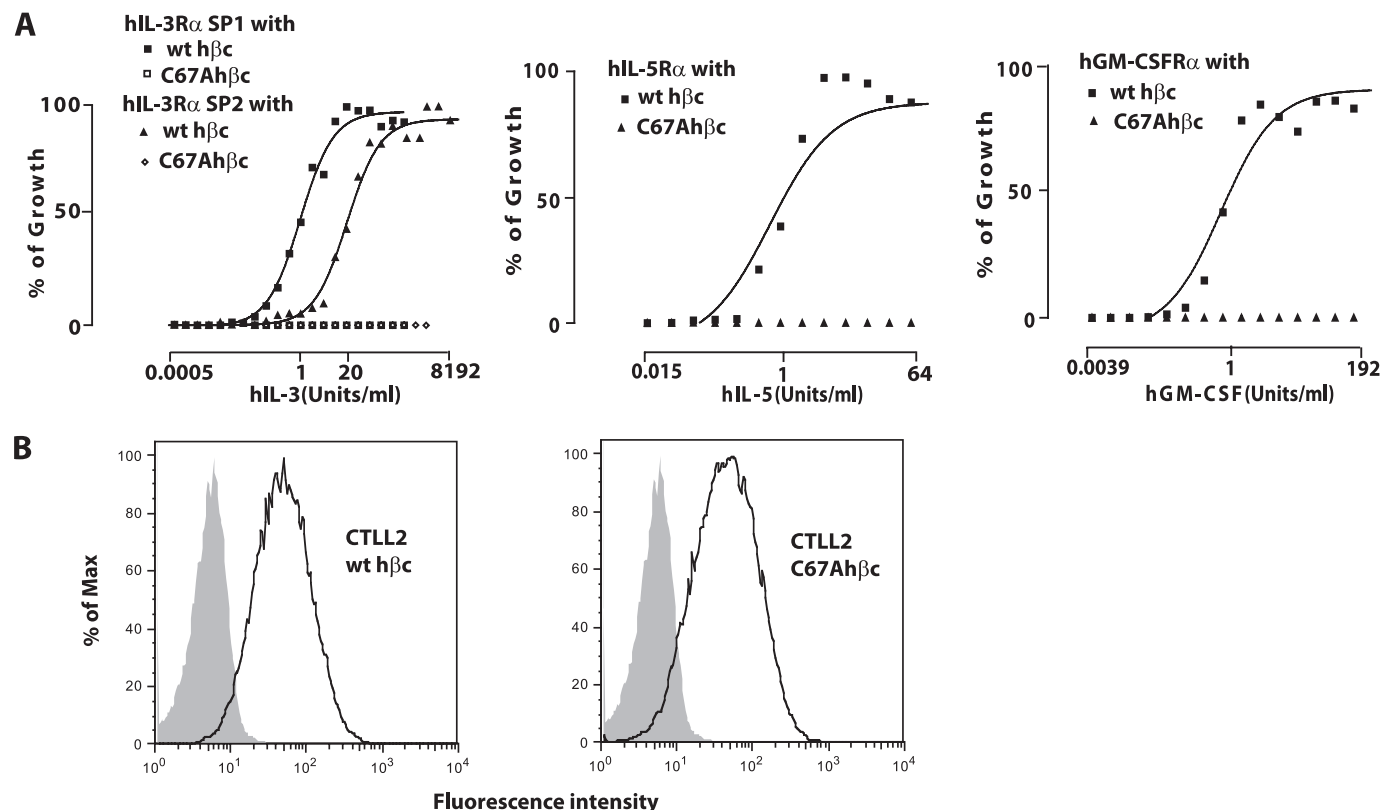 A
hIL-3Rα SP1 with
wt hβc
C67Ahβc
hIL-3Rα SP2 with
wt hβc
C67Ahβc
100
50
0
% of Growth
0.0005 1 20 8192
hIL-3(Units/ml)
hIL-5Rα with
wt hβc
C67Ahβc
100
50
0
% of Growth
0.015 1 64
hIL-5(Units/ml)
hGM-CSFRα with
wt hβc
C67Ahβc
100
50
0
% of Growth
0.0039 1 192
hGM-CSF(Units/ml)
B
100
80
60
40
20
0
% of Max
CTLL2
wt hβc
10⁰ 10¹ 10² 10³ 10⁴
100
80
60
40
20
0
CTLL2
C67Ahβc
10⁰ 10¹ 10² 10³ 10⁴
Fluorescence intensity